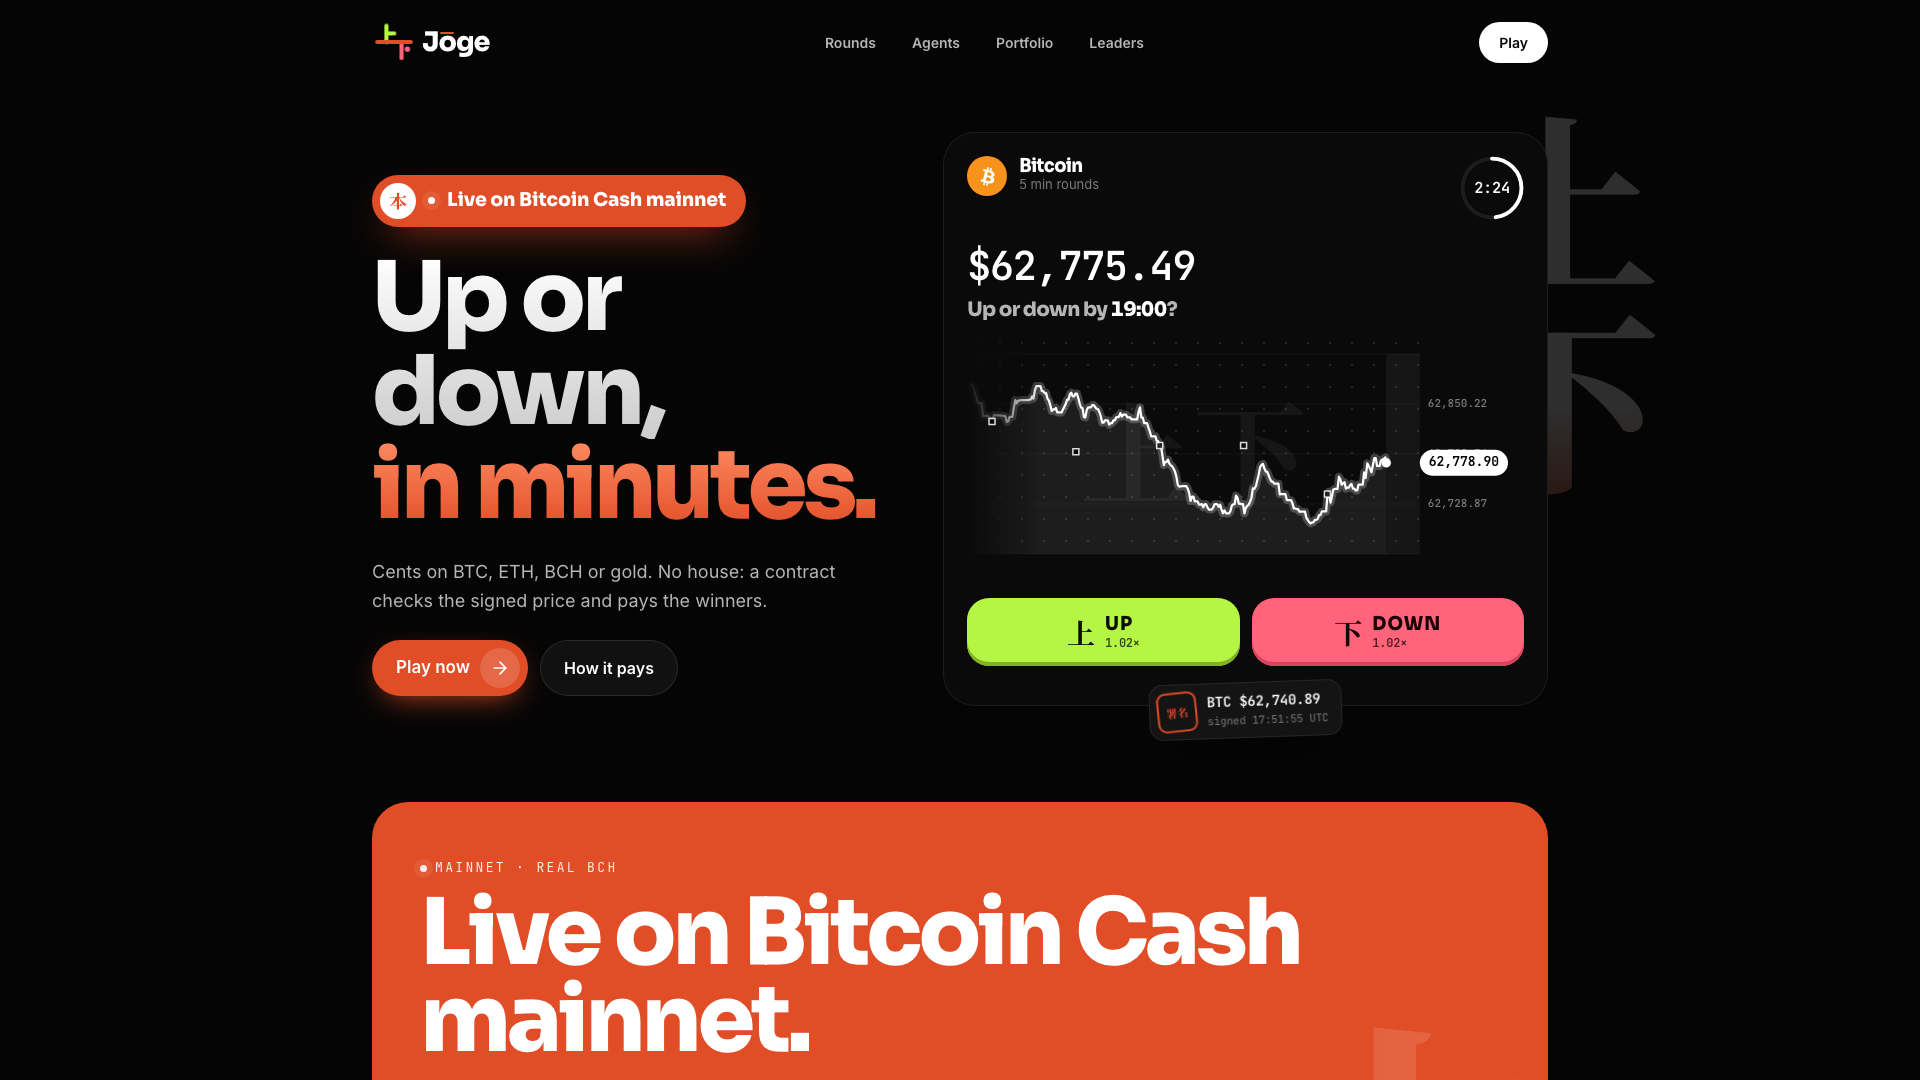 Jōge
Rounds
Agents
Portfolio
Leaders
Play
本 Live on Bitcoin Cash mainnet
Up or
down,
in minutes.
Cents on BTC, ETH, BCH or gold. No house: a contract
checks the signed price and pays the winners.
Play now
How it pays
Bitcoin
5 min rounds
2:24
$62,775.49
Up or down by 19:00?
62,850.22
62,778.90
62,728.87
上下
上 UP
1.02×
下 DOWN
1.02×
署名
BTC $62,740.89
signed 17:51:55 UTC
上
下
MAINNET · REAL BCH
Live on Bitcoin Cash
mainnet.